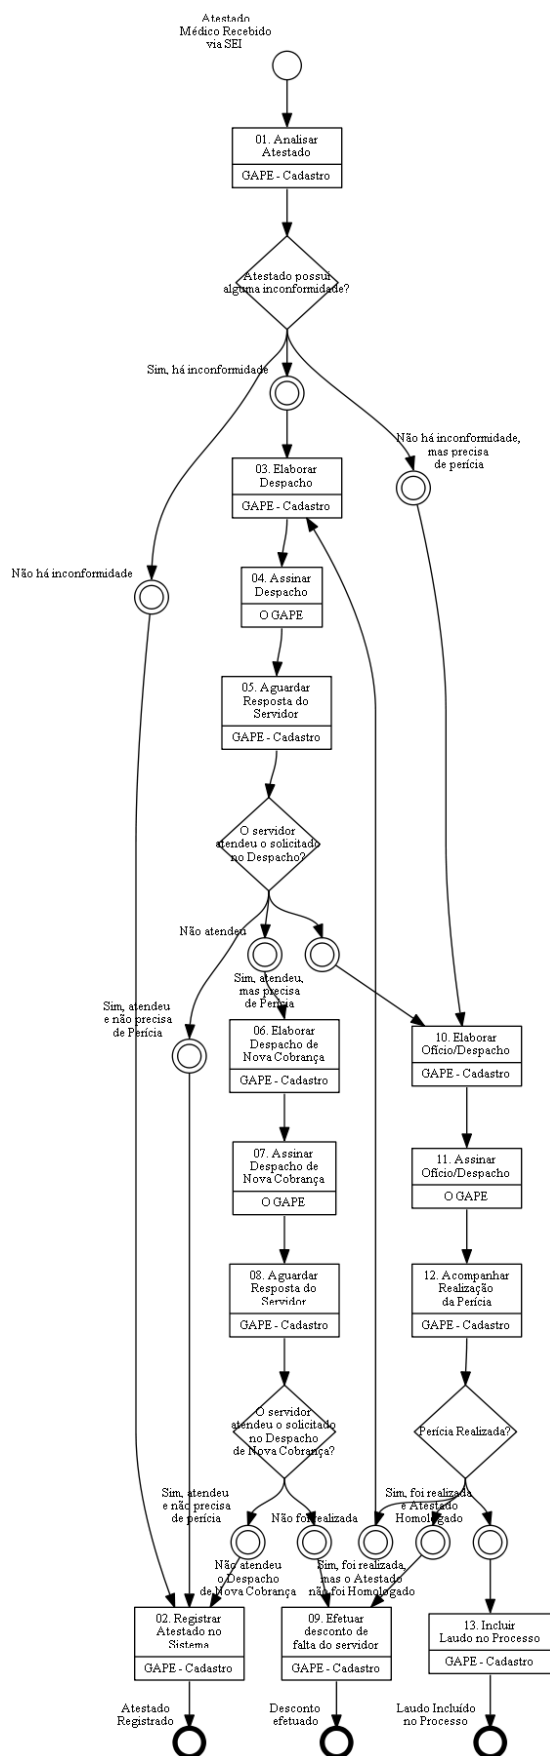 Atestado
Médico Recebido
via SEI
01. Analisar
Atestado
GAPE - Cadastro
Atestado possui
alguma inconformidade?
Sim, há inconformidade
Não há inconformidade,
mas precisa
de perícia
03. Elaborar
Despacho
GAPE - Cadastro
Não há inconformidade
04. Assinar
Despacho
O GAPE
05. Aguardar
Resposta do
Servidor
GAPE - Cadastro
O servidor
atendeu o solicitado
no Despacho?
Não atendeu
Sim, atendeu,
mas precisa
de Perícia
Sim, atendeu
e não precisa
de Perícia
06. Elaborar
Despacho de
Nova Cobrança
GAPE - Cadastro
10. Elaborar
Ofício/Despacho
GAPE - Cadastro
07. Assinar
Despacho de
Nova Cobrança
O GAPE
11. Assinar
Ofício/Despacho
O GAPE
08. Aguardar
Resposta do
Servidor
GAPE - Cadastro
12. Acompanhar
Realização
da Perícia
GAPE - Cadastro
O servidor
atendeu o solicitado
no Despacho
de Nova Cobrança?
Perícia Realizada?
Sim, atendeu
e não precisa
de perícia
Não foi realizada
Sim, foi realizada
e Atestado
Homologado
Não atendeu
o Despacho
de Nova Cobrança
Sim, foi realizada,
mas o Atestado
não foi Homologado
02. Registrar
Atestado no
Sistema
GAPE - Cadastro
09. Efetuar
desconto de
falta do servidor
GAPE - Cadastro
13. Incluir
Laudo no Processo
GAPE - Cadastro
Atestado
Registrado
Desconto
efetuado
Laudo Incluído
no Processo